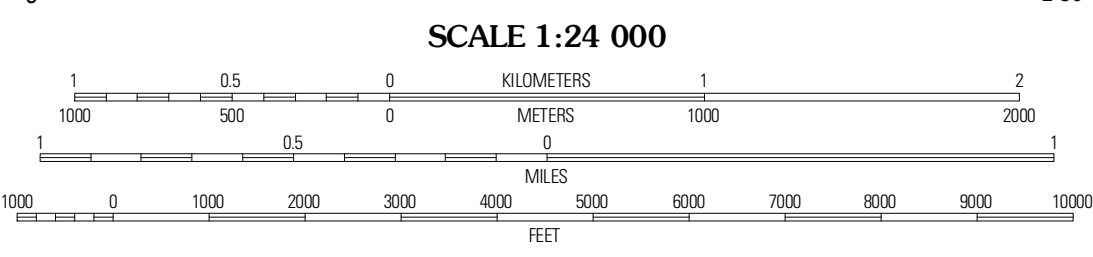 SCALE 1:24 000
1 0.5 0 KILOMETERS 1 2
1000 500 0 METERS 1000 2000
1 0.5 0 1
MILES
1000 0 1000 2000 3000 4000 5000 6000 7000 8000 9000 10000
FEET